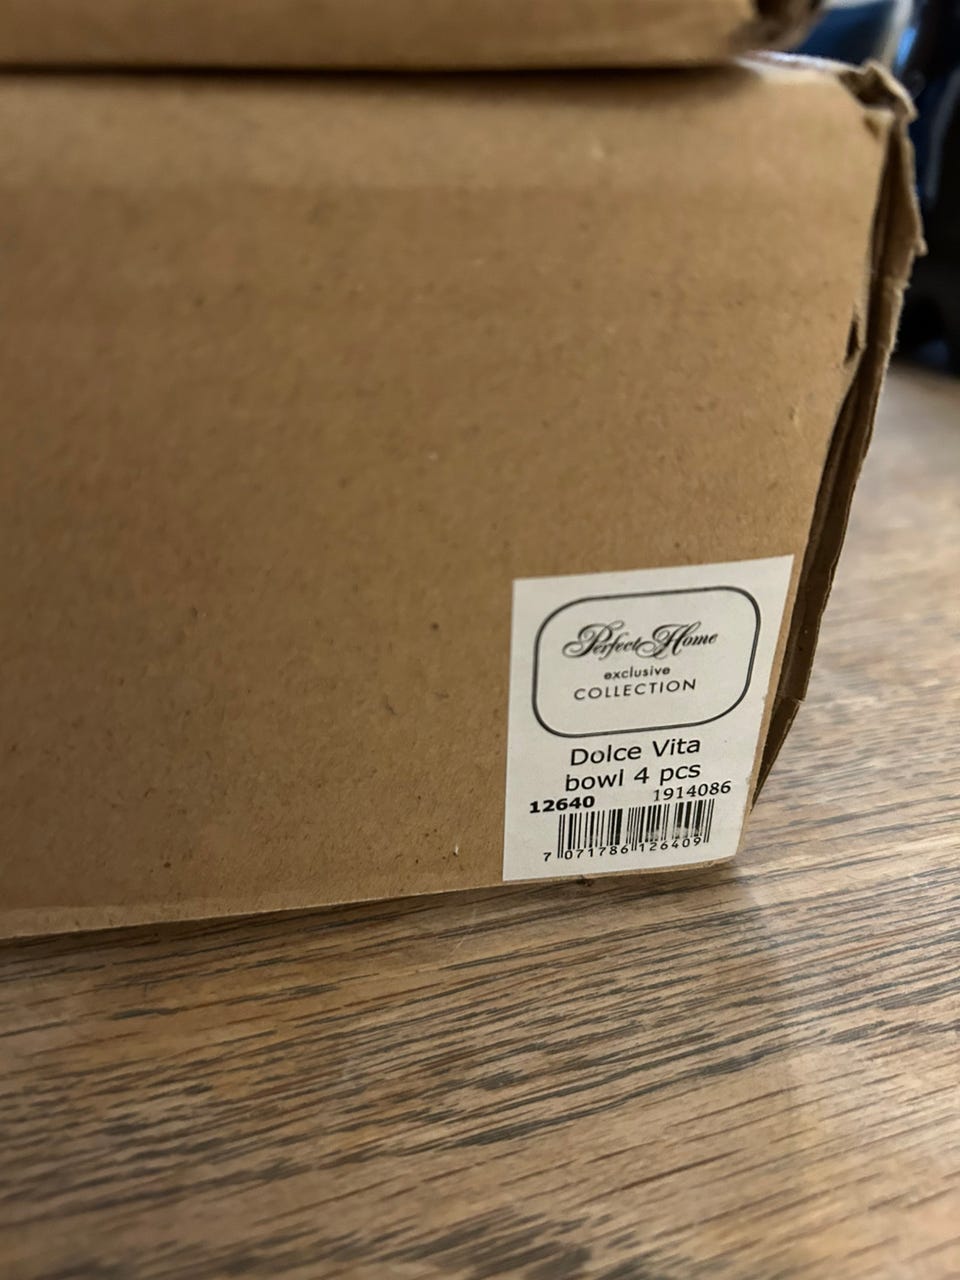 Perfect Home
exclusive
COLLECTION
Dolce Vita
bowl 4 pcs
12640 1914086
7 071786 126409